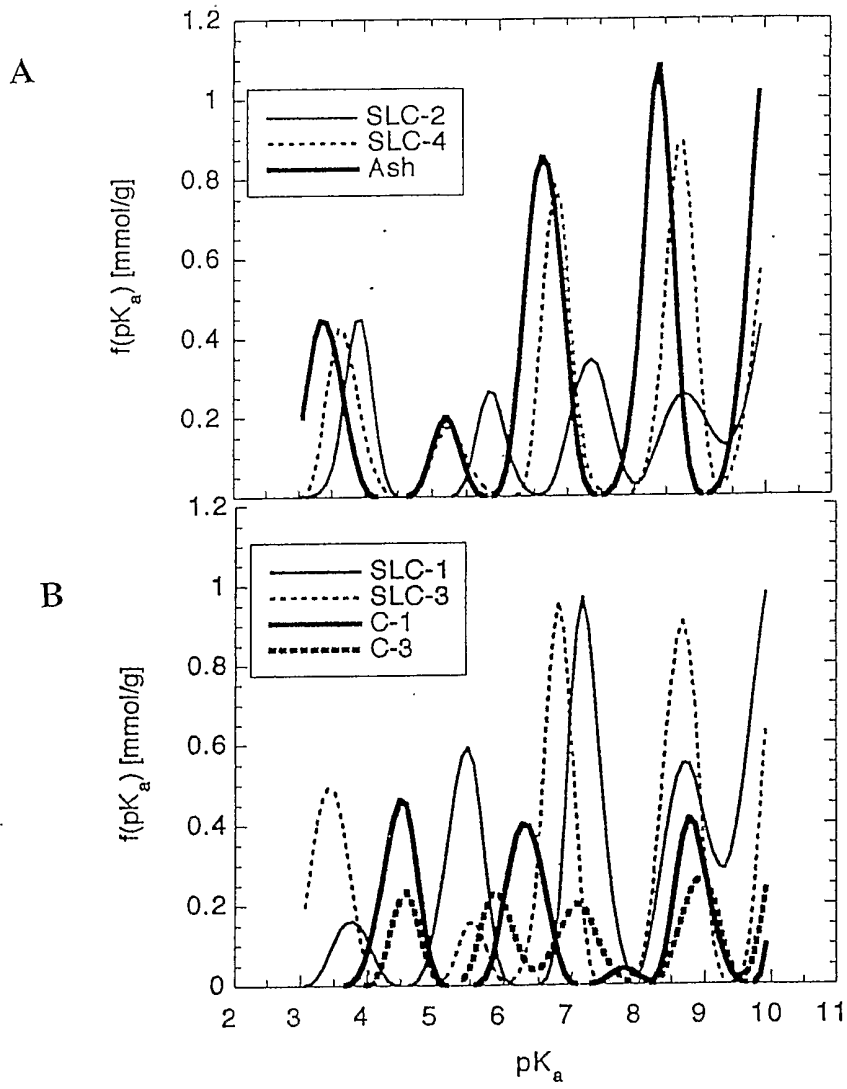 A
1.2
1
0.8
0.6
0.4
0.2
f(pKₐ) [mmol/g]
SLC-2
SLC-4
Ash
B
1.2
1
0.8
0.6
0.4
0.2
0
f(pKₐ) [mmol/g]
SLC-1
SLC-3
C-1
C-3
2 3 4 5 6 7 8 9 10 11
pKₐ